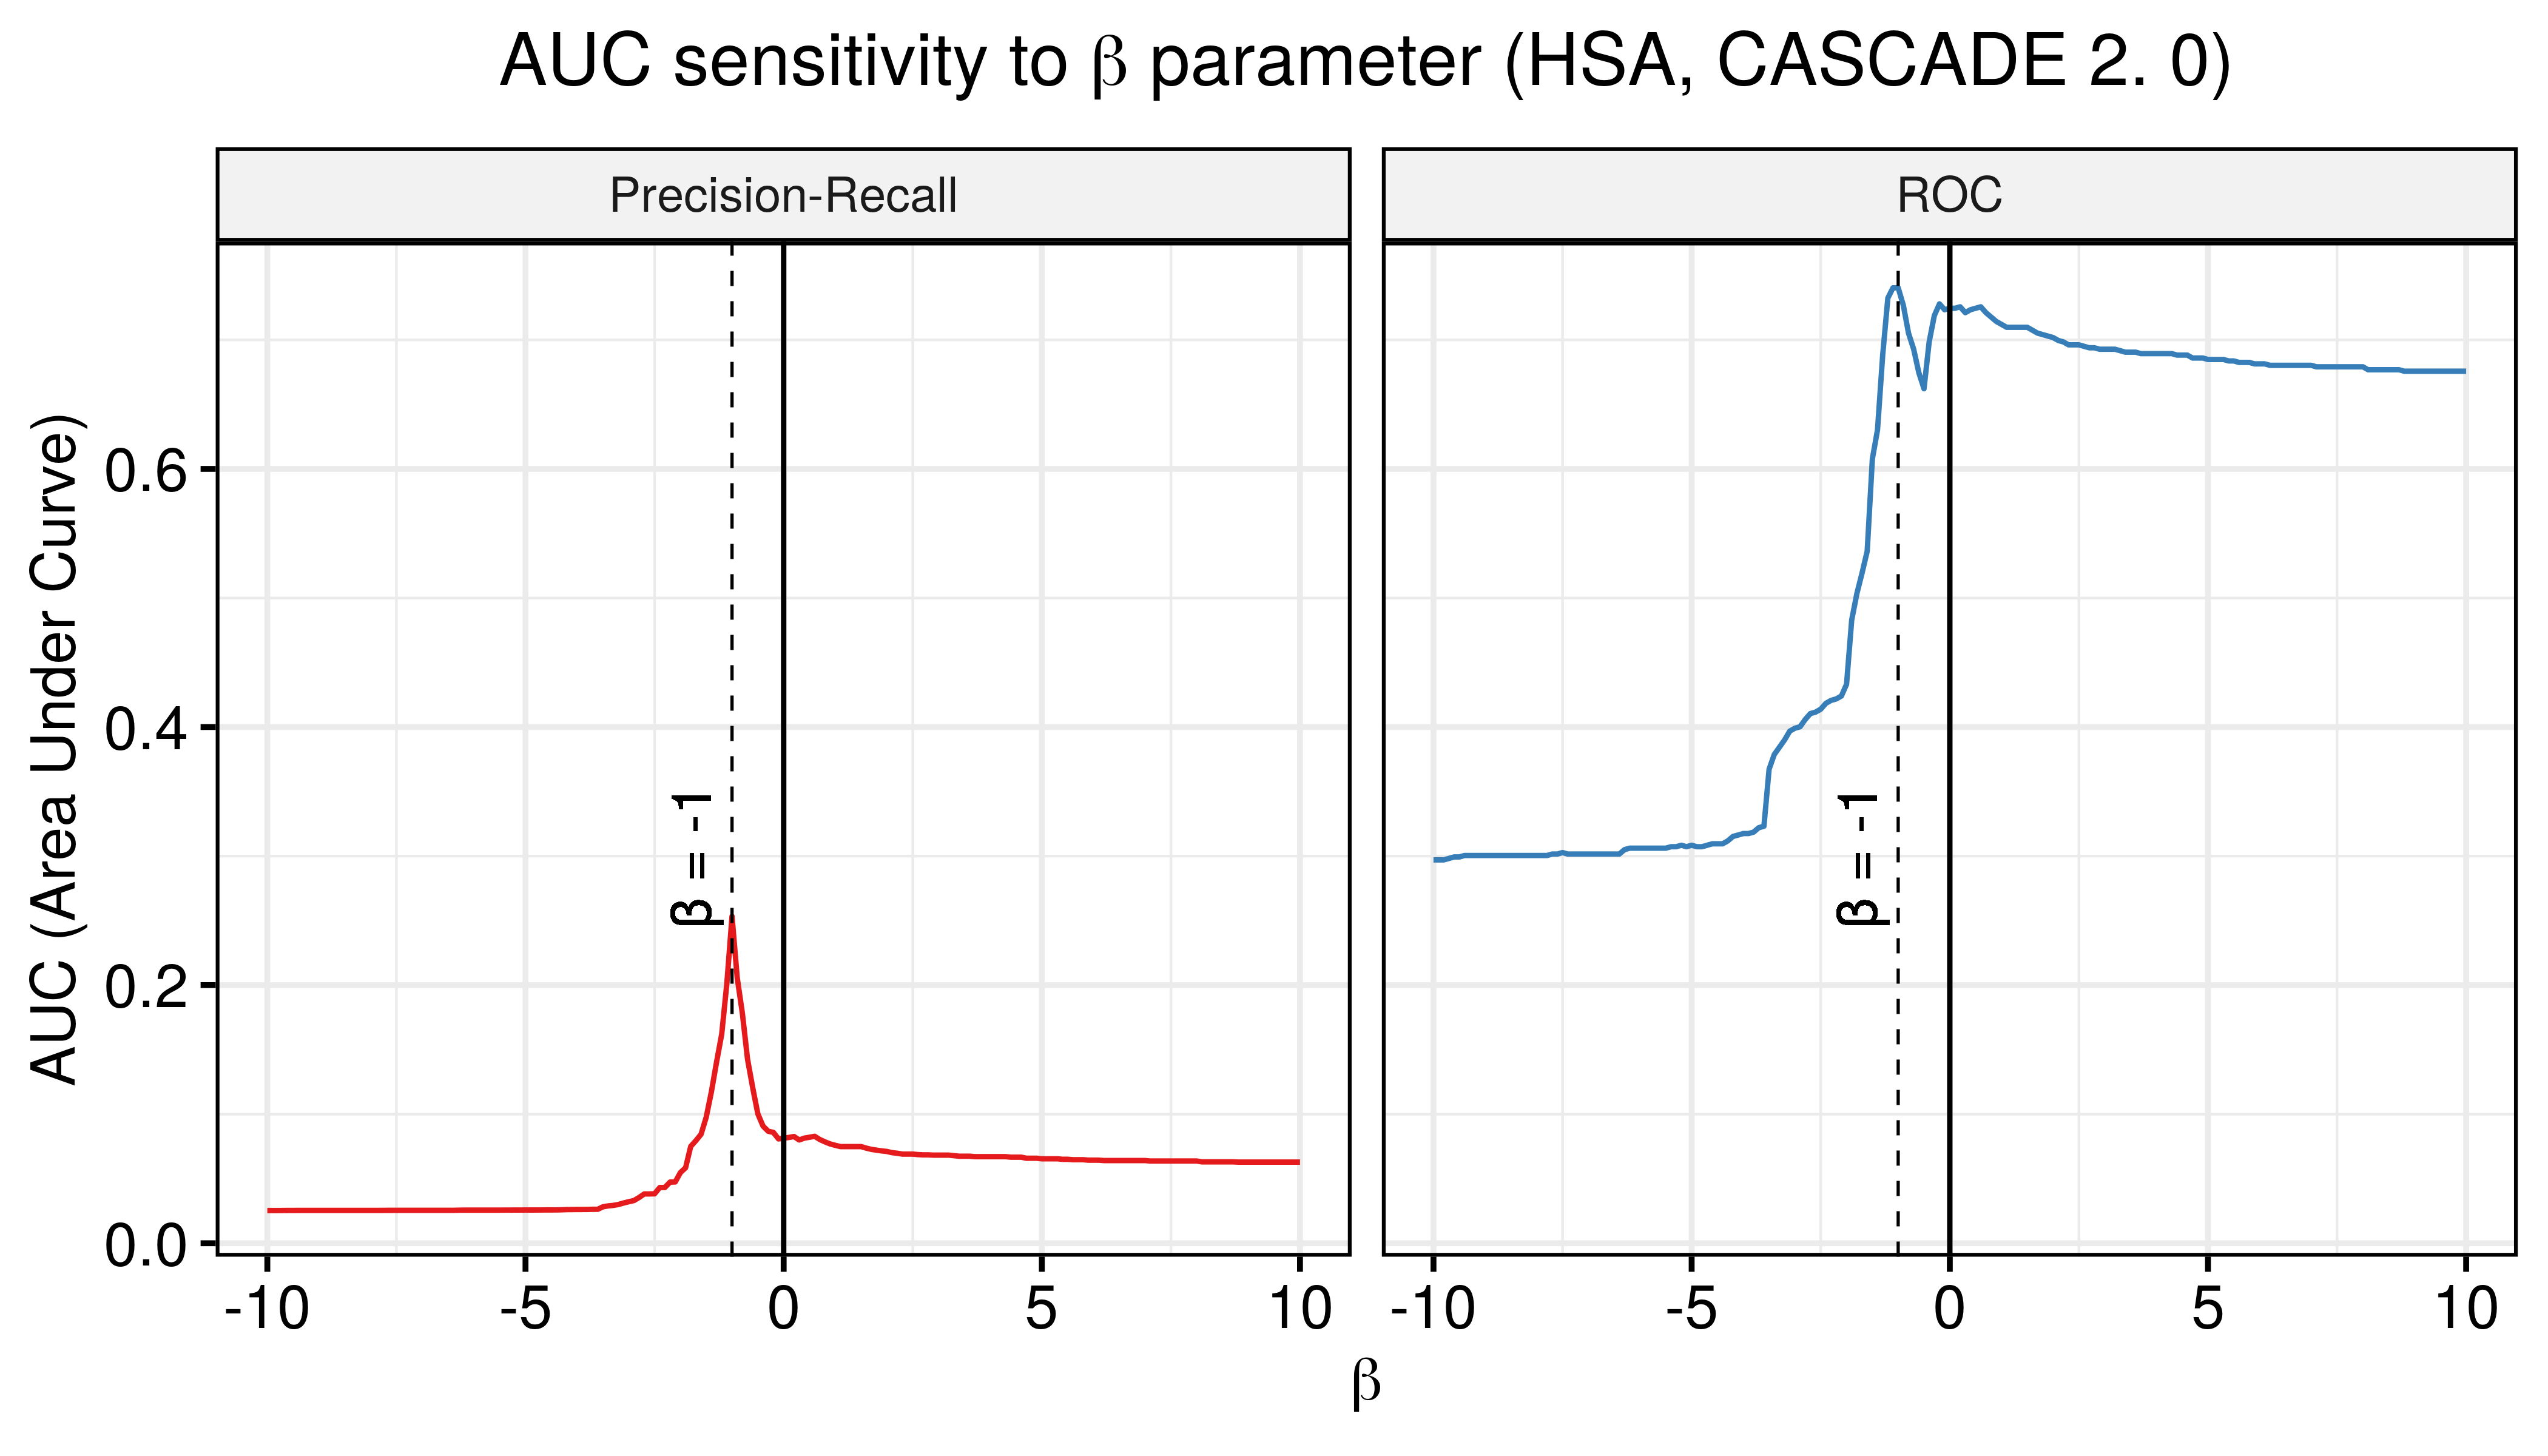 AUC sensitivity to β parameter (HSA, CASCADE 2. 0)
Precision-Recall
ROC
AUC (Area Under Curve)
0.6
0.4
0.2
0.0
β = -1
β = -1
-10 -5 0 5 10
-10 -5 0 5 10
β